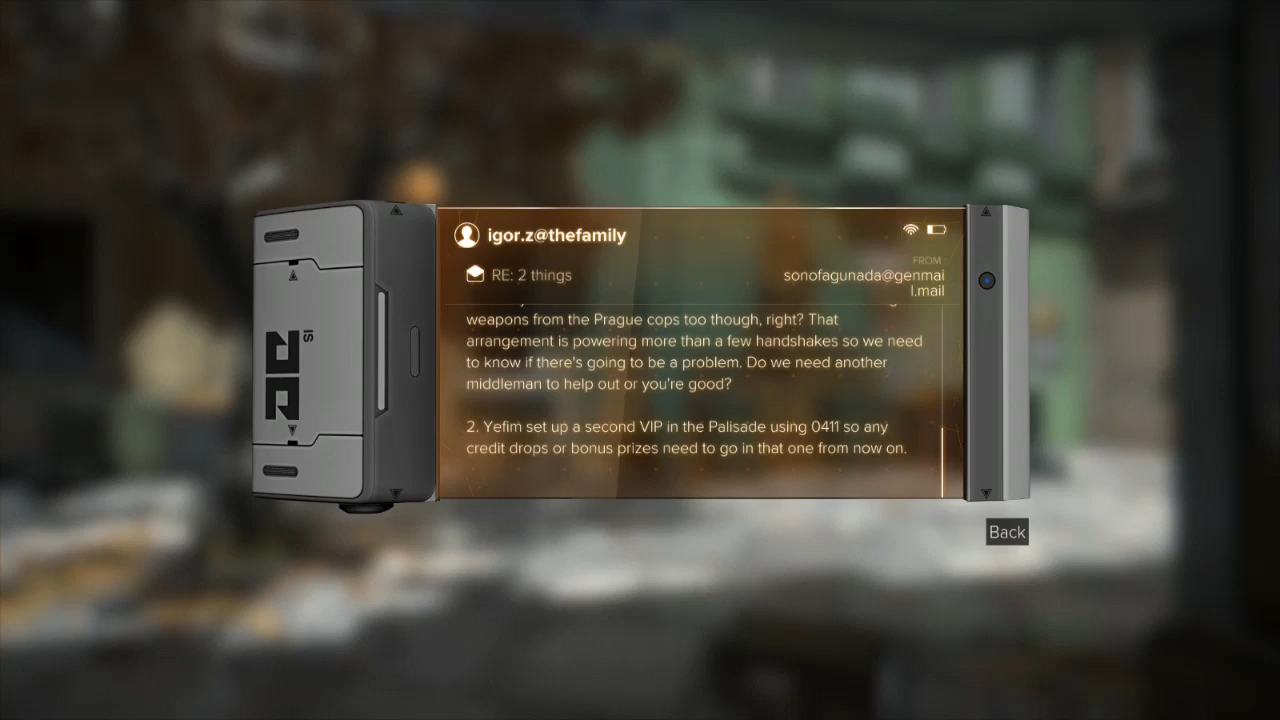 igor.z@thefamily
RE: 2 things
FROM
sonofagunada@genmai
l.mail
weapons from the Prague cops too though, right? That
arrangement is powering more than a few handshakes so we need
to know if there's going to be a problem. Do we need another
middleman to help out or you're good?
2. Yefim set up a second VIP in the Palisade using 0411 so any
credit drops or bonus prizes need to go in that one from now on.
IS
Back